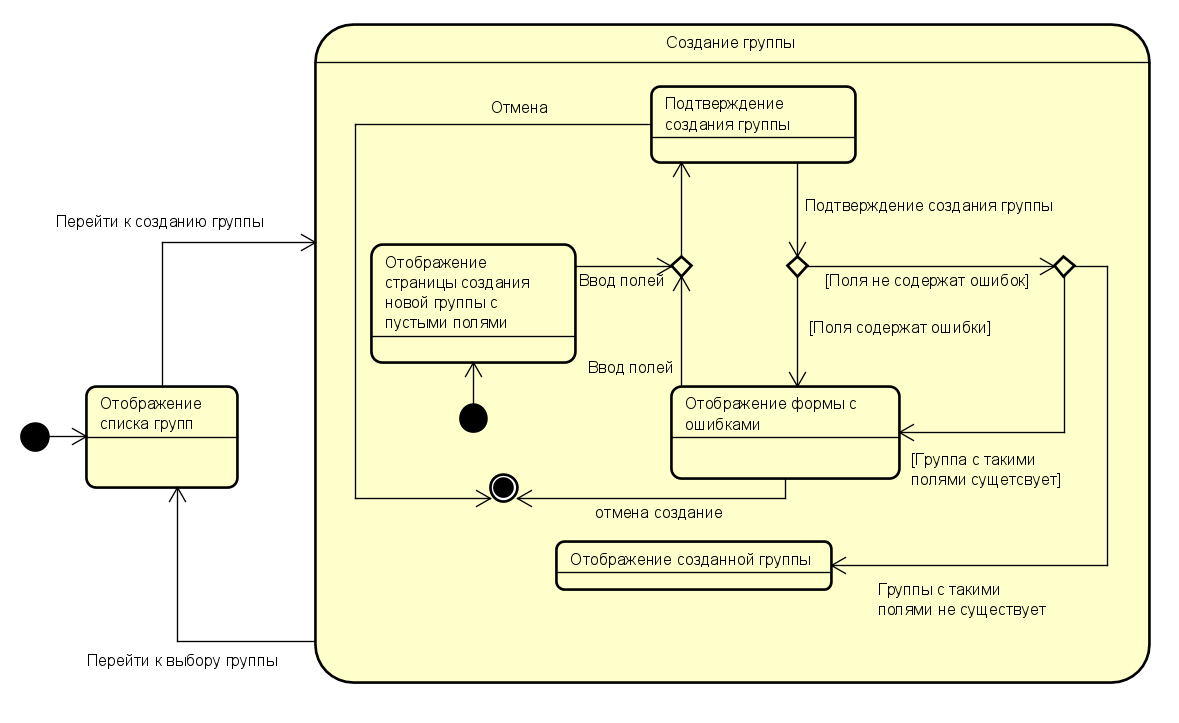 Создание группы
Отмена
Подтверждение
создания группы
Перейти к созданию группы
Подтверждение создания группы
Отображение
страницы создания
новой группы с
пустыми полями
Ввод полей
[Поля не содержат ошибок]
[Поля содержат ошибки]
Ввод полей
Отображение
списка групп
Отображение формы с
ошибками
[Группа с такими
полями сущетсвует]
отмена создание
Отображение созданной группы
Группы с такими
полями не существует
Перейти к выбору группы